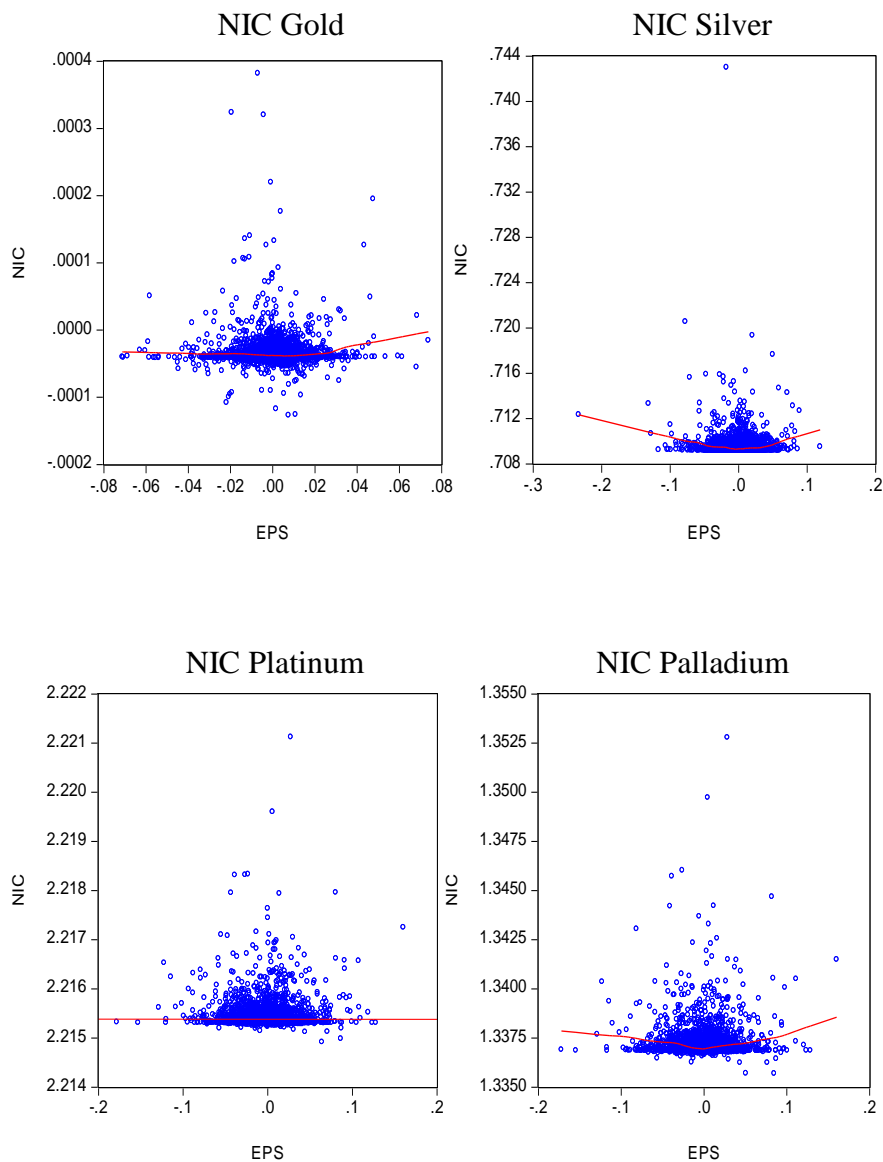 NIC Gold
.0004
.0003
.0002
.0001
.0000
-.0001
-.0002
NIC
-.08 -.06 -.04 -.02 .00 .02 .04 .06 .08
EPS
NIC Silver
.744
.740
.736
.732
.728
.724
.720
.716
.712
.708
NIC
-.3 -.2 -.1 .0 .1 .2
EPS
NIC Platinum
2.222
2.221
2.220
2.219
2.218
2.217
2.216
2.215
2.214
NIC
-.2 -.1 .0 .1 .2
EPS
NIC Palladium
1.3550
1.3525
1.3500
1.3475
1.3450
1.3425
1.3400
1.3375
1.3350
NIC
-.2 -.1 .0 .1 .2
EPS